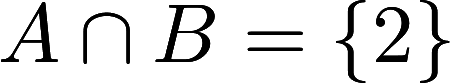 A ∩ B = {2}